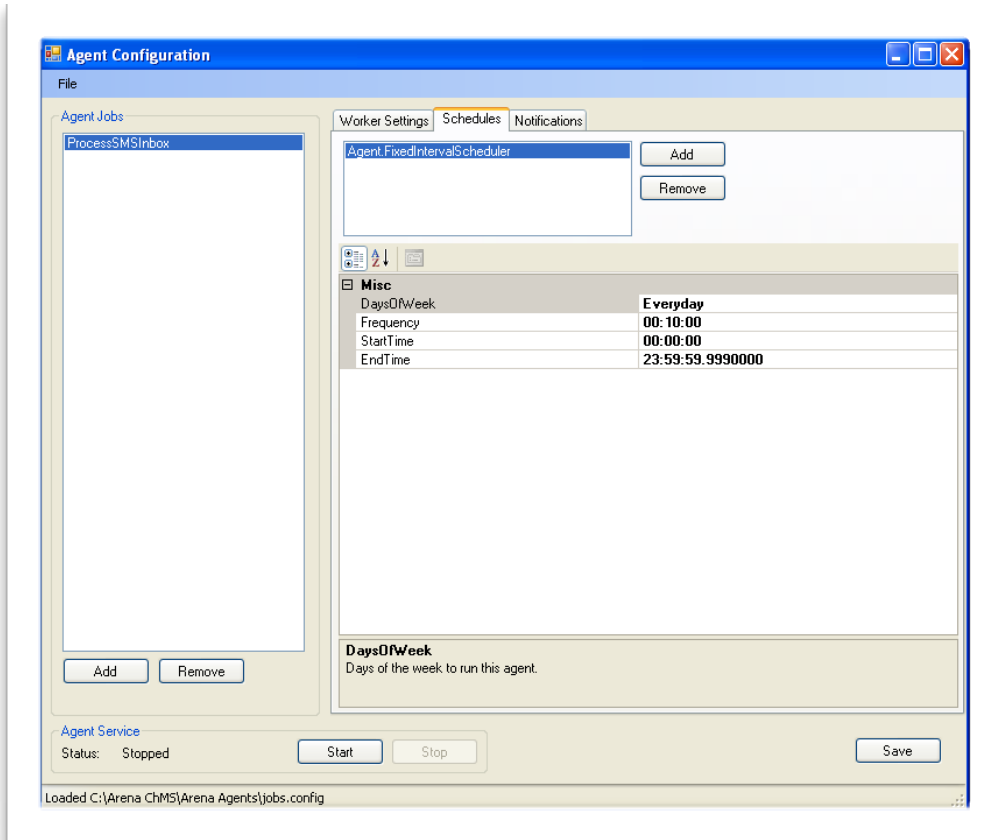 Agent Configuration
File
Agent Jobs
ProcessSMSInbox
Add
Remove
Worker Settings
Schedules
Notifications
Agent.FixedIntervalScheduler
Add
Remove
Misc
DaysOfWeek Everyday
Frequency 00:10:00
StartTime 00:00:00
EndTime 23:59:59.9990000
DaysOfWeek
Days of the week to run this agent.
Agent Service
Status: Stopped
Start
Stop
Save
Loaded C:\Arena ChMS\Arena Agents\jobs.config